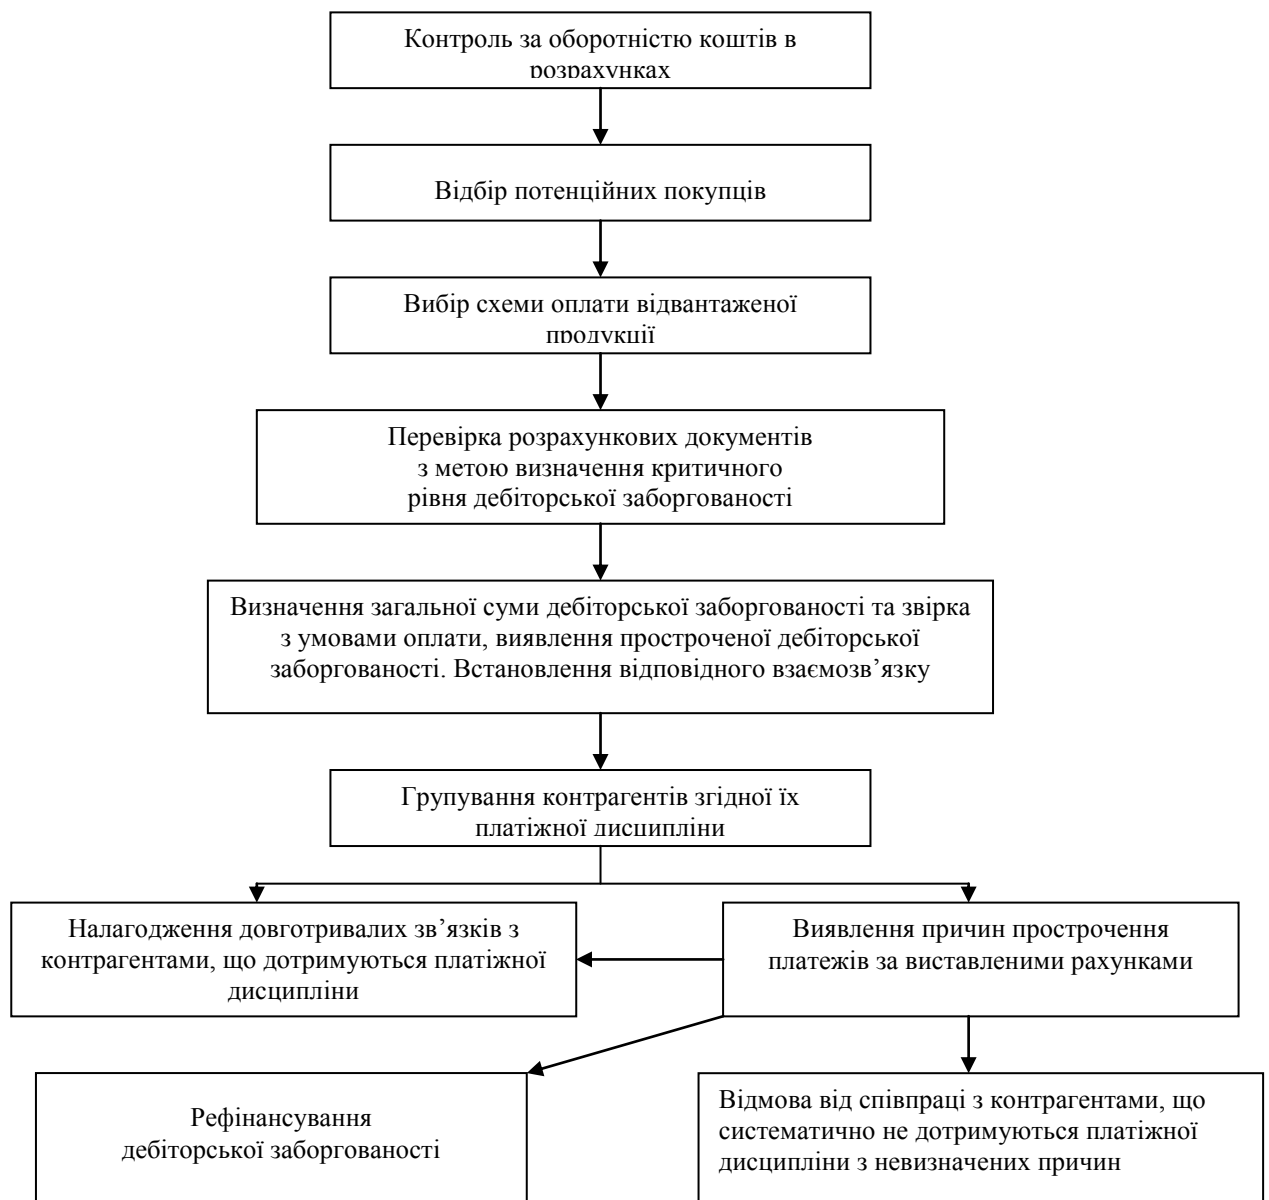 Контроль за оборотністю коштів в
розрахунках
Відбір потенційних покупців
Вибір схеми оплати відвантаженої
продукції
Перевірка розрахункових документів
з метою визначення критичного
рівня дебіторської заборгованості
Визначення загальної суми дебіторської заборгованості та звірка
з умовами оплати, виявлення простроченої дебіторської
заборгованості. Встановлення відповідного взаємозв’язку
Групування контрагентів згідної їх
платіжної дисципліни
Налагодження довготривалих зв’язків з
контрагентами, що дотримуються платіжної
дисципліни
Виявлення причин прострочення
платежів за виставленими рахунками
Рефінансування
дебіторської заборгованості
Відмова від співпраці з контрагентами, що
систематично не дотримуються платіжної
дисципліни з невизначених причин